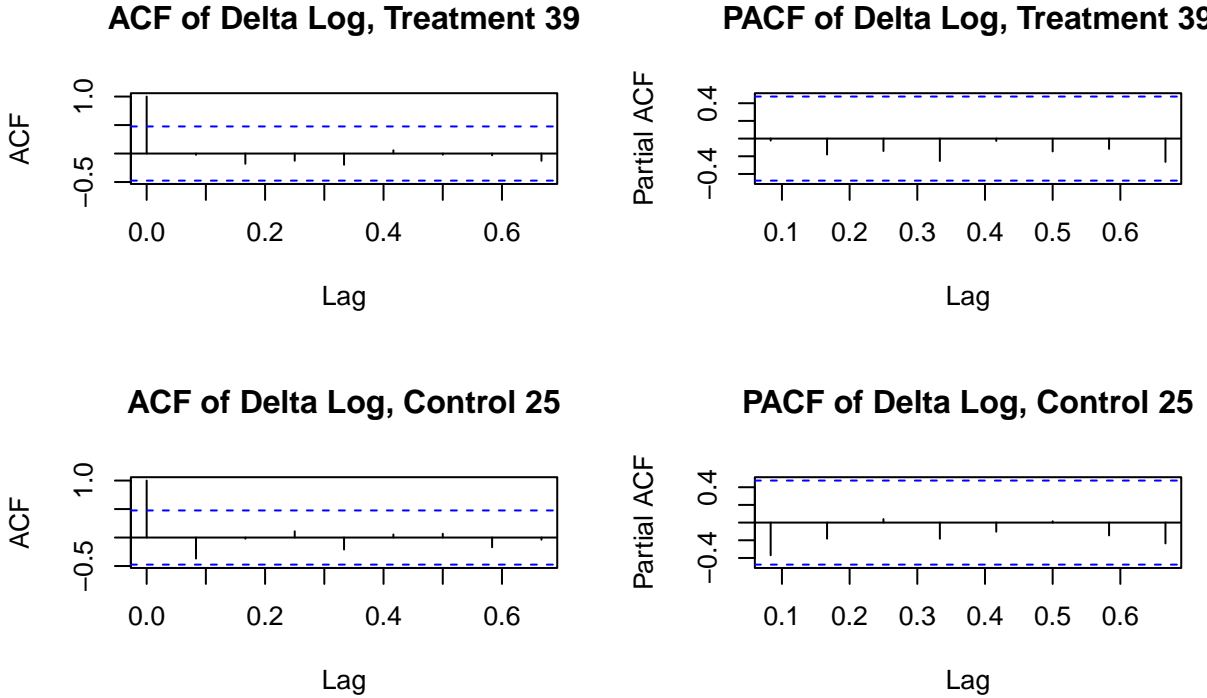 ACF of Delta Log, Treatment 39
ACF
1.0
−0.5
0.0 0.2 0.4 0.6
Lag
PACF of Delta Log, Treatment 39
Partial ACF
0.4
−0.4
0.1 0.2 0.3 0.4 0.5 0.6
Lag
ACF of Delta Log, Control 25
ACF
1.0
−0.5
0.0 0.2 0.4 0.6
Lag
PACF of Delta Log, Control 25
Partial ACF
0.4
−0.4
0.1 0.2 0.3 0.4 0.5 0.6
Lag